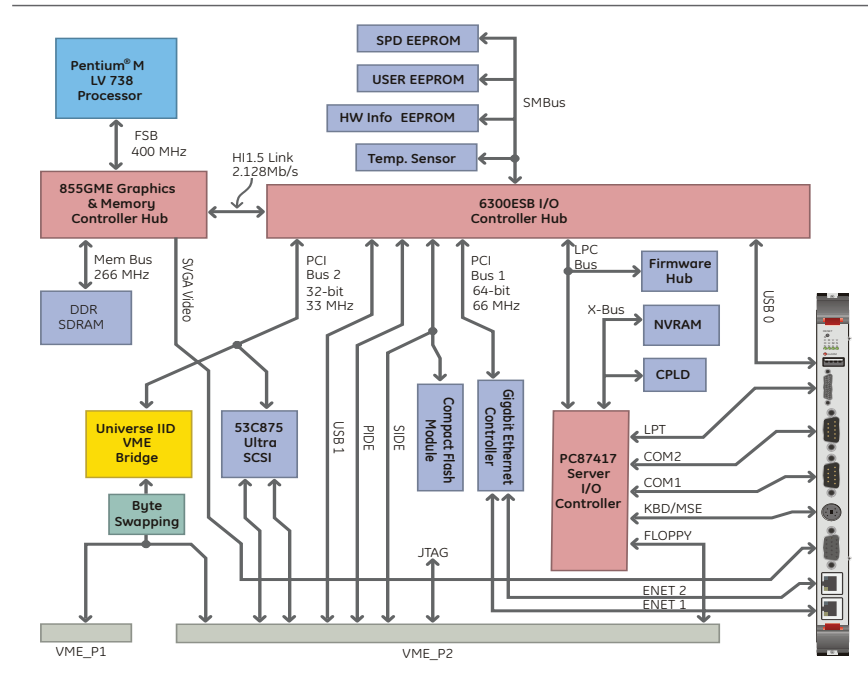 SPD EEPROM
USER EEPROM
HW Info EEPROM
Temp. Sensor
SMBus
Pentium® M
LV 738
Processor
FSB
400 MHz
HI1.5 Link
2.128Mb/s
855GME Graphics
& Memory
Controller Hub
6300ESB I/O
Controller Hub
Mem Bus
266 MHz
SVGA Video
PCI
Bus 2
32-bit
33 MHz
PCI
Bus 1
64-bit
66 MHz
LPC
Bus
Firmware
Hub
USB 0
DDR
SDRAM
X-Bus
NVRAM
CPLD
Universe IID
VME
Bridge
53C875
Ultra
SCSI
USB 1
PIDE
SIDE
Compact Flash
Module
Gigabit Ethernet
Controller
PC87417
Server
I/O
Controller
LPT
COM2
COM1
KBD/MSE
FLOPPY
Byte
Swapping
JTAG
ENET 2
ENET 1
VME_P1
VME_P2